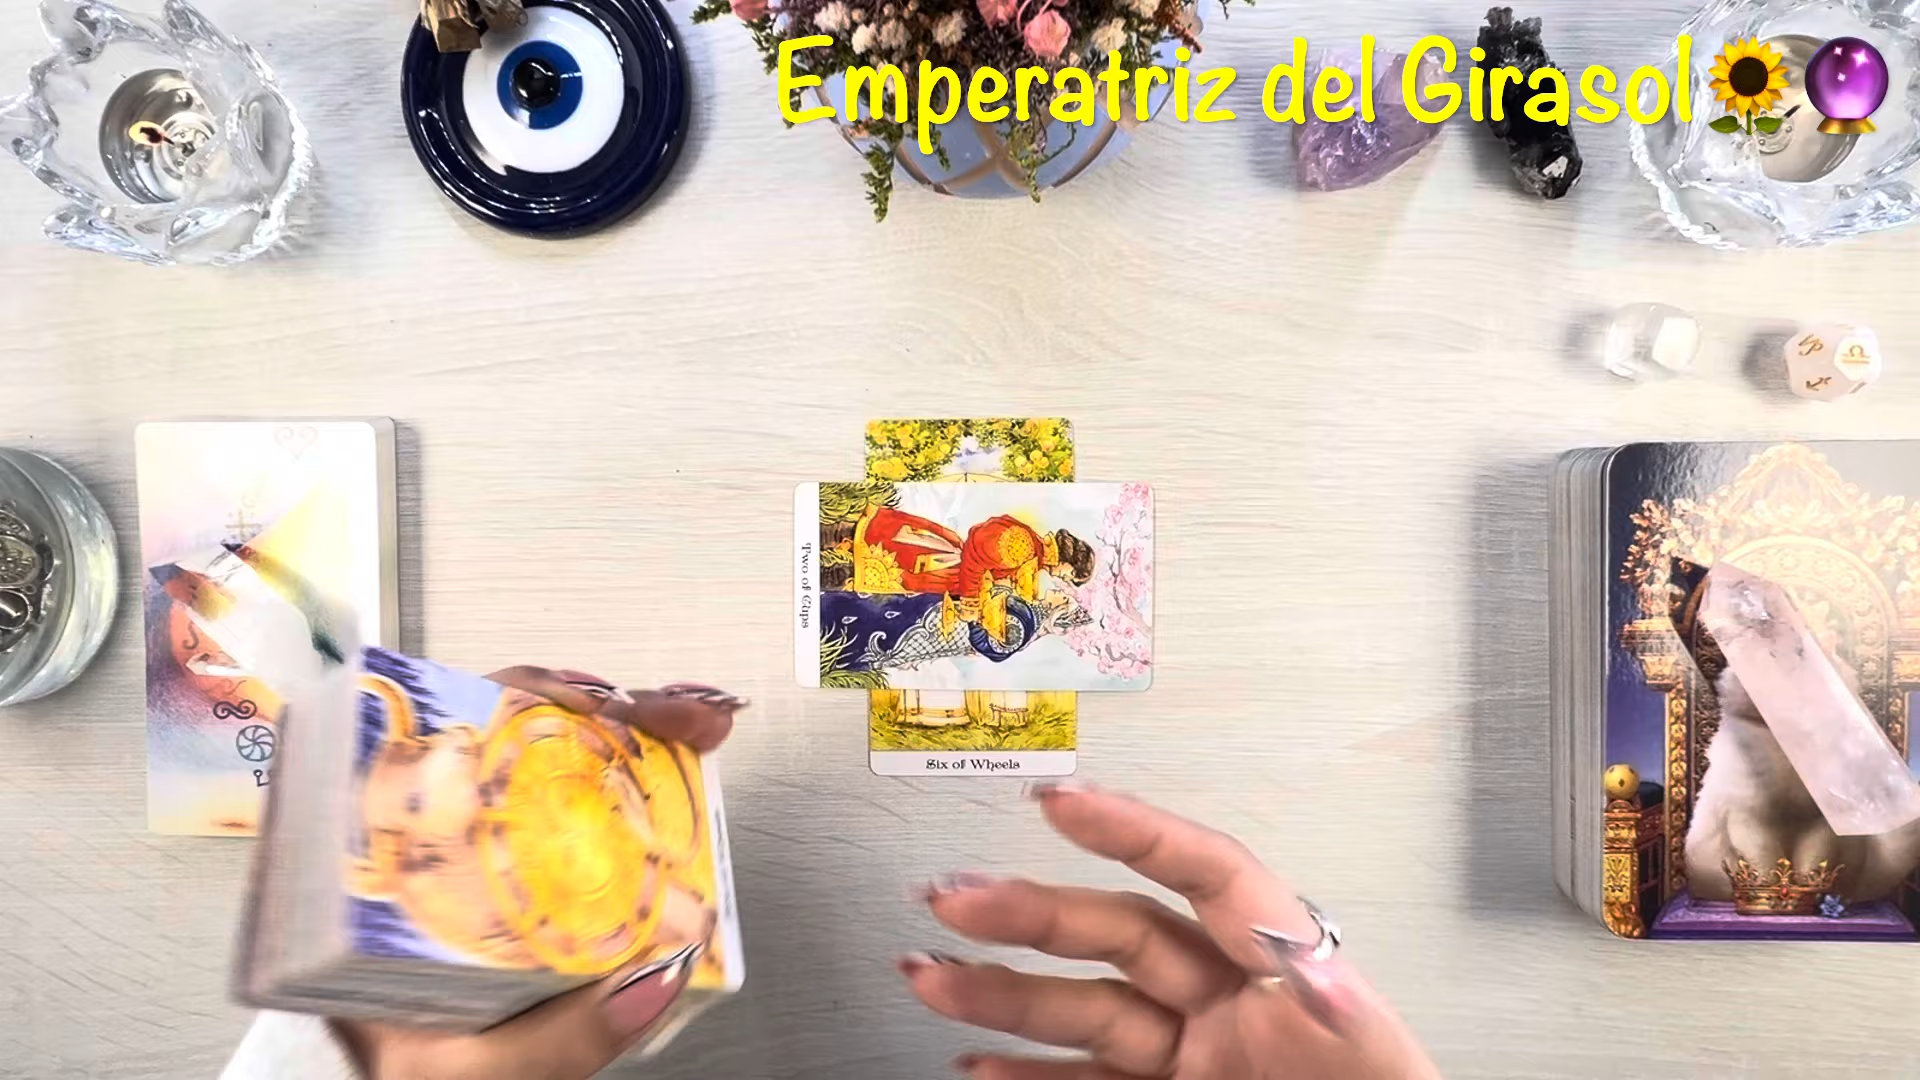 Emperatriz del Girasol🌻🔮
Two of Cups
Six of Wheels